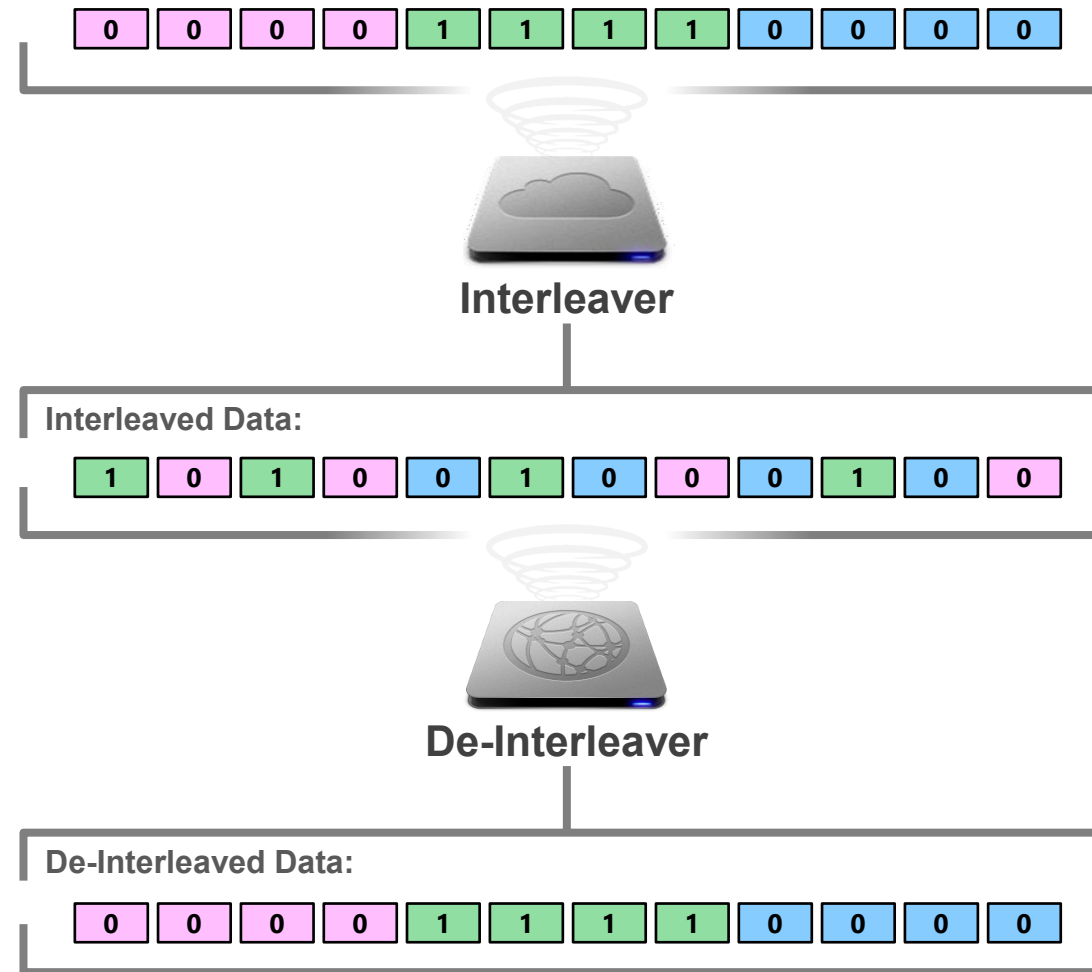 0 0 0 0 1 1 1 1 0 0 0 0
Interleaver
Interleaved Data:
1 0 1 0 0 1 0 0 0 1 0 0
De-Interleaver
De-Interleaved Data:
0 0 0 0 1 1 1 1 0 0 0 0